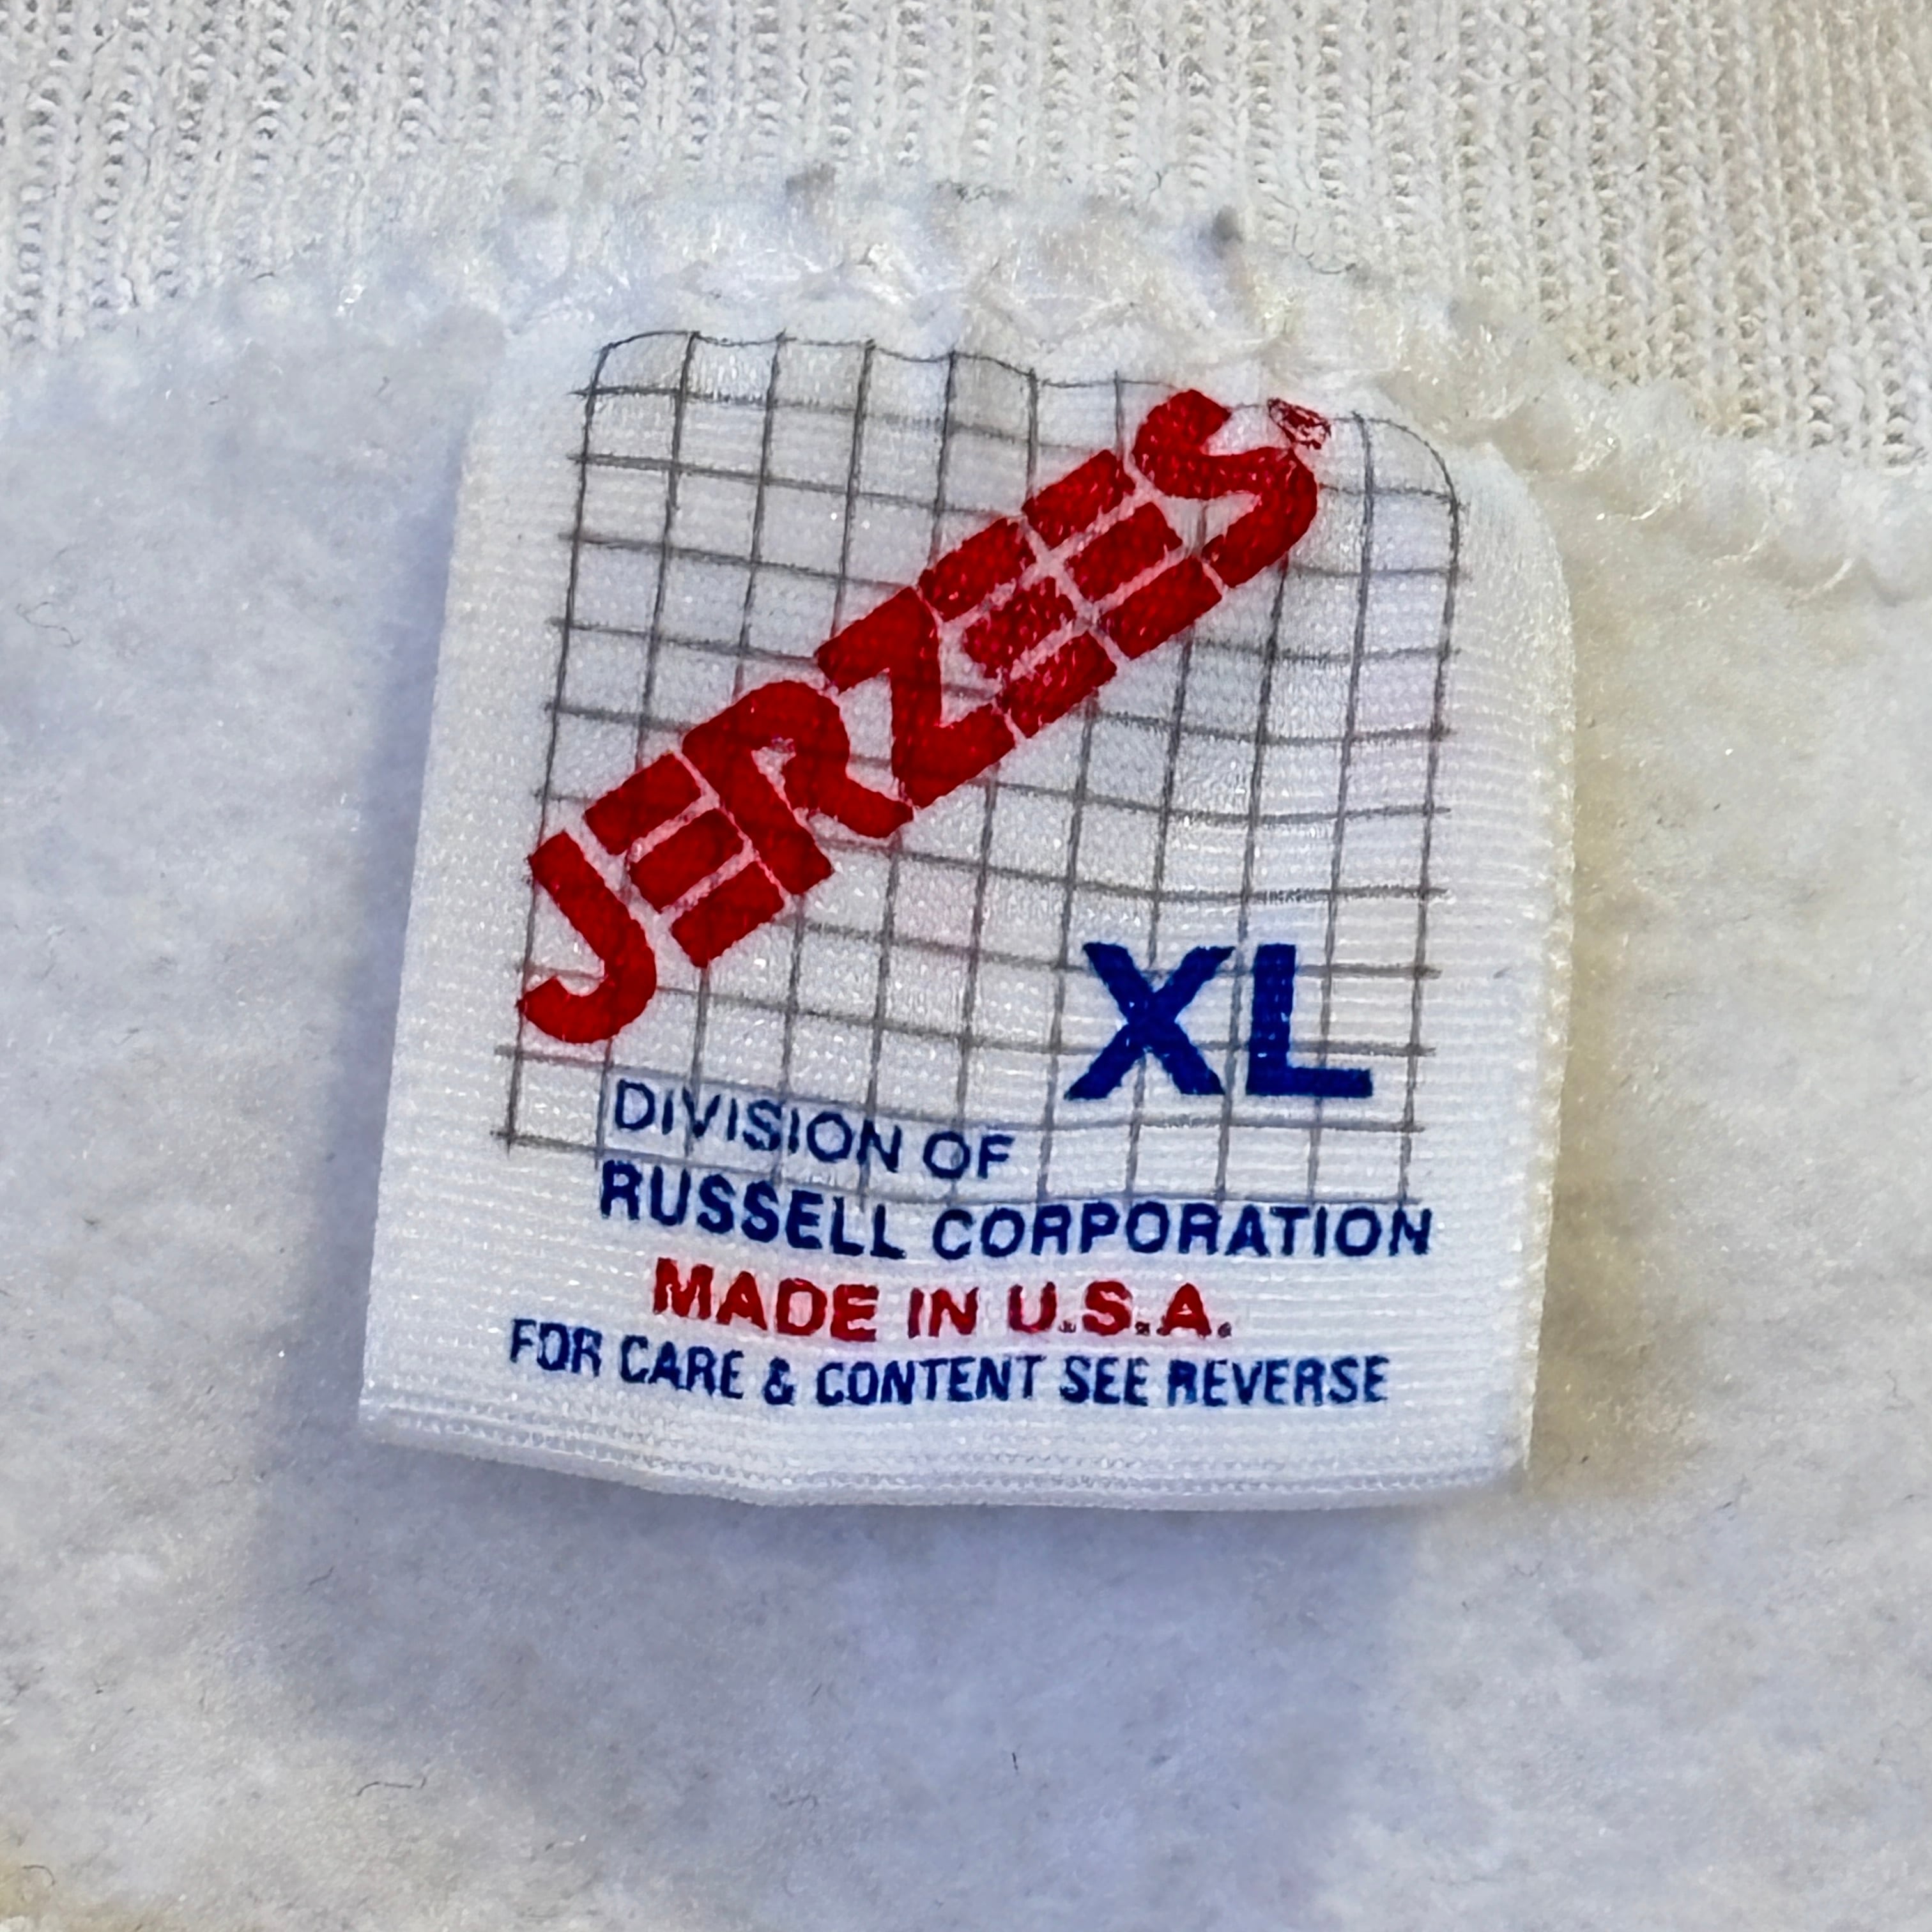 JERZEES
XL
DIVISION OF
RUSSELL CORPORATION
MADE IN U.S.A.
FOR CARE & CONTENT SEE REVERSE